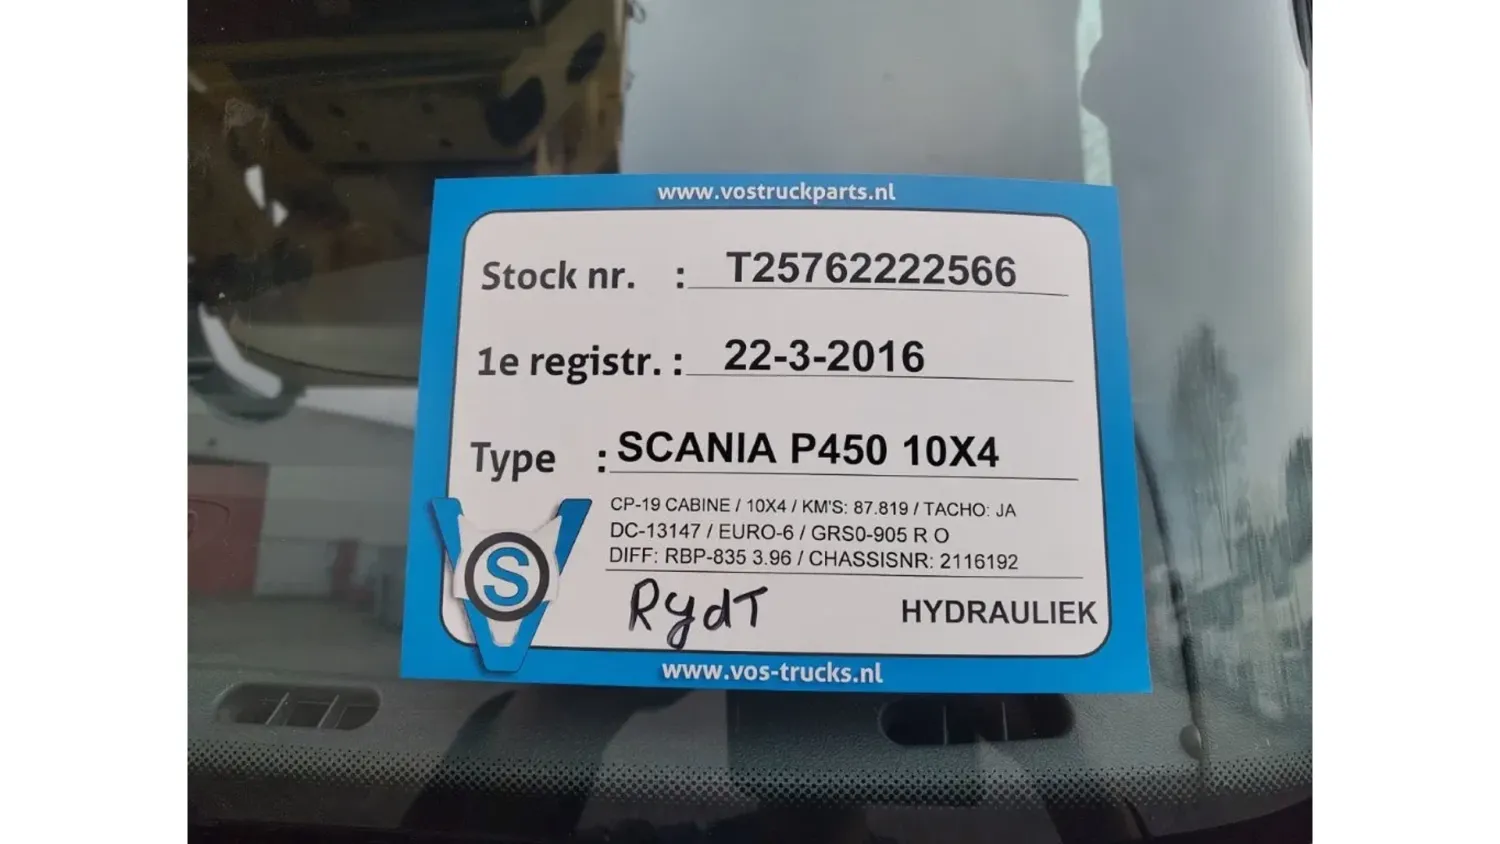 www.vostruckparts.nl
Stock nr. : T25762222566
1e registr. : 22-3-2016
Type : SCANIA P450 10X4
CP-19 CABINE / 10X4 / KM'S: 87.819 / TACHO: JA
DC-13147 / EURO-6 / GRS0-905 R O
DIFF: RBP-835 3.96 / CHASSISNR: 2116192
VOS
RydT HYDRAULIEK
www.vos-trucks.nl